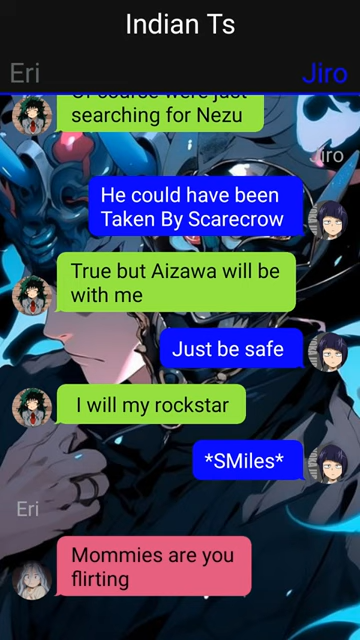 Indian Ts
Eri
Jiro
searching for Nezu
Jiro
He could have been
Taken By Scarecrow
True but Aizawa will be
with me
Just be safe
I will my rockstar
*SMiles*
Eri
Mommies are you
flirting